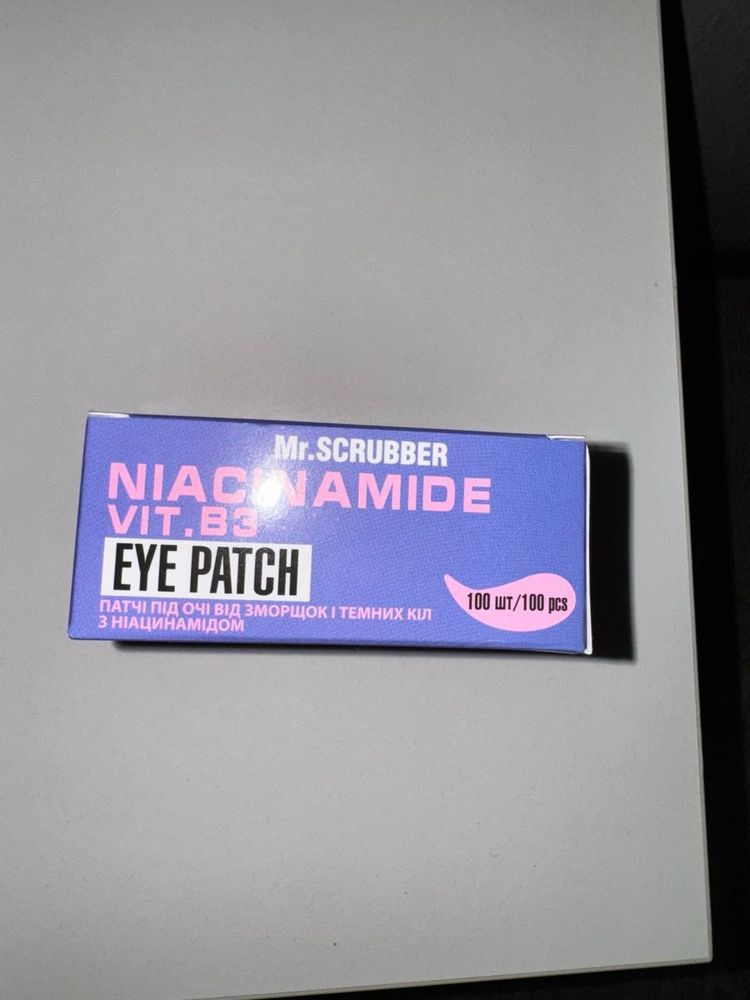 Mr.SCRUBBER
NIACINAMIDE
VIT.B3
EYE PATCH
100 шт/100 pcs
ПАТЧІ ПІД ОЧІ ВІД ЗМОРЩОК І ТЕМНИХ КІЛ
З НІАЦИНАМІДОМ